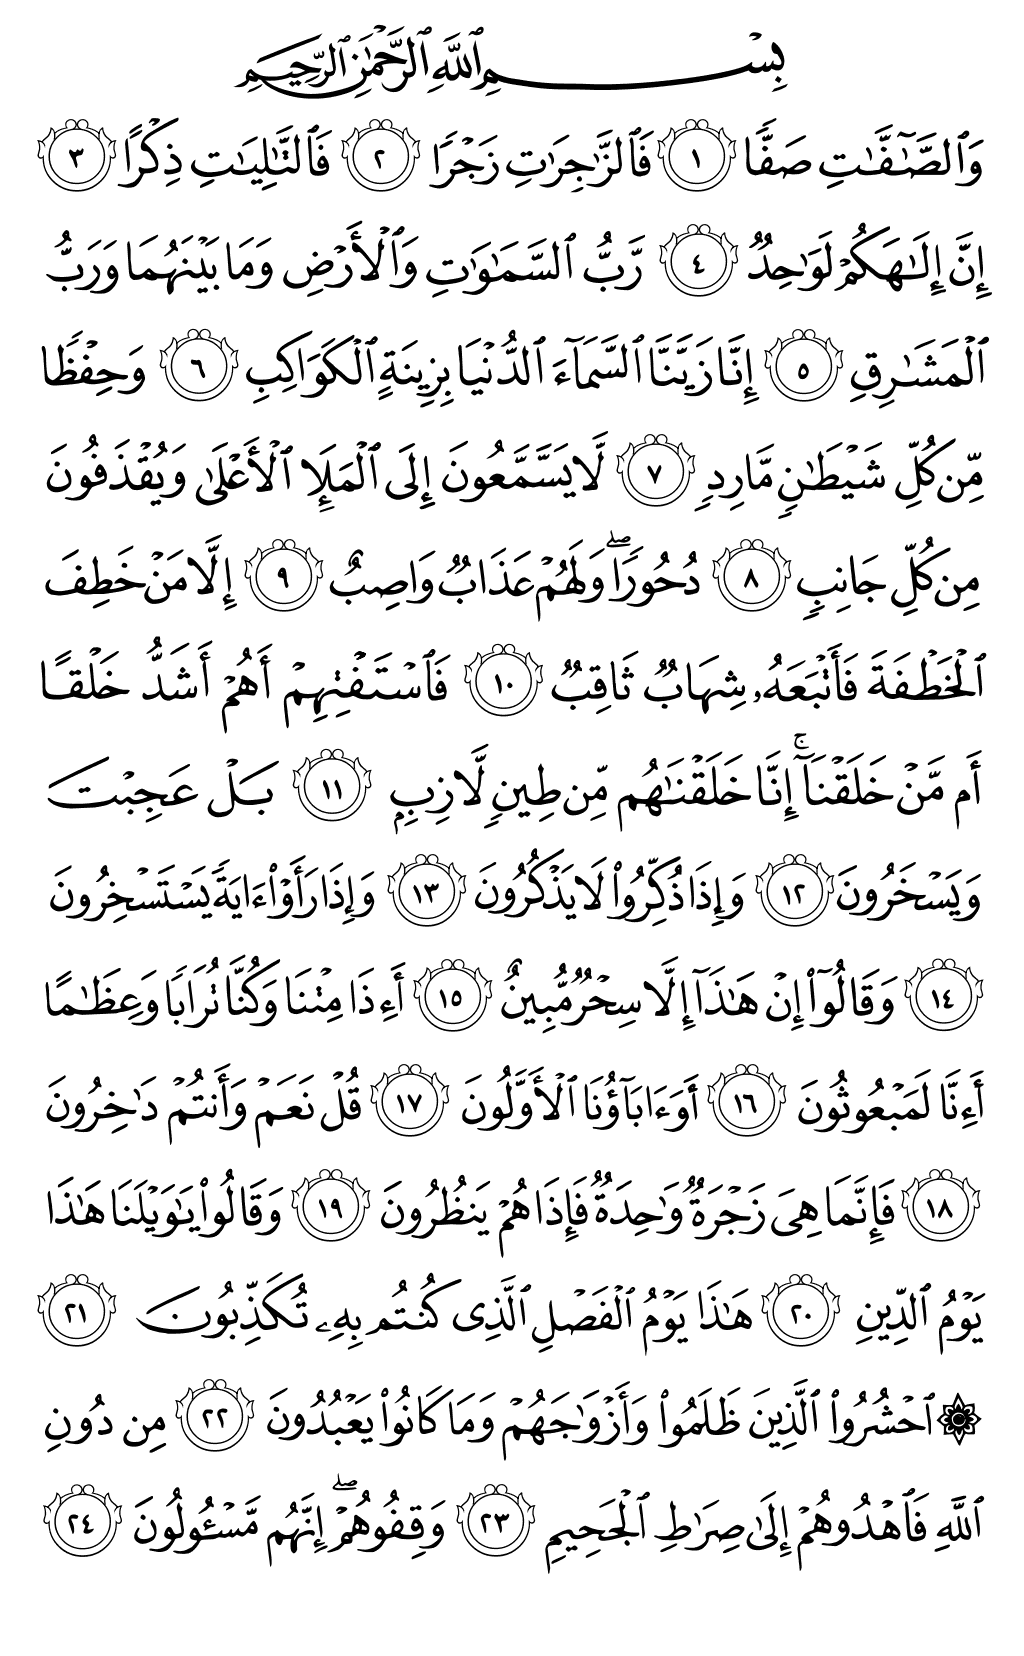 بِسْمِ ٱللَّهِ ٱلرَّحْمَٰنِ ٱلرَّحِيمِ
وَٱلصَّـٰٓفَّـٰتِ صَفًّا ١ فَٱلزَّٰجِرَٰتِ زَجْرًا ٢ فَٱلتَّـٰلِيَـٰتِ ذِكْرًا ٣
إِنَّ إِلَـٰهَكُمْ لَوَٰحِدٌ ٤ رَّبُّ ٱلسَّمَـٰوَٰتِ وَٱلْأَرْضِ وَمَا بَيْنَهُمَا وَرَبُّ
ٱلْمَشَـٰرِقِ ٥ إِنَّا زَيَّنَّا ٱلسَّمَآءَ ٱلدُّنْيَا بِزِينَةٍ ٱلْكَوَاكِبِ ٦ وَحِفْظًا
مِّن كُلِّ شَيْطَـٰنٍ مَّارِدٍ ٧ لَّا يَسَّمَّعُونَ إِلَى ٱلْمَلَإِ ٱلْأَعْلَىٰ وَيُقْذَفُونَ
مِن كُلِّ جَانِبٍ ٨ دُحُورًا ۖ وَلَهُمْ عَذَابٌ وَاصِبٌ ٩ إِلَّا مَنْ خَطِفَ
ٱلْخَطْفَةَ فَأَتْبَعَهُۥ شِهَابٌ ثَاقِبٌ ١٠ فَٱسْتَفْتِهِمْ أَهُمْ أَشَدُّ خَلْقًا
أَم مَّنْ خَلَقْنَآ ۚ إِنَّا خَلَقْنَـٰهُم مِّن طِينٍ لَّازِبٍۭ ١١ بَلْ عَجِبْتَ
وَيَسْخَرُونَ ١٢ وَإِذَا ذُكِّرُوا۟ لَا يَذْكُرُونَ ١٣ وَإِذَا رَأَوْا۟ ءَايَةً يَسْتَسْخِرُونَ
١٤ وَقَالُوٓا۟ إِنْ هَـٰذَآ إِلَّا سِحْرٌ مُّبِينٌ ١٥ أَءِذَا مِتْنَا وَكُنَّا تُرَابًا وَعِظَـٰمًا
أَءِنَّا لَمَبْعُوثُونَ ١٦ أَوَءَابَآؤُنَا ٱلْأَوَّلُونَ ١٧ قُلْ نَعَمْ وَأَنتُمْ دَٰخِرُونَ
١٨ فَإِنَّمَا هِىَ زَجْرَةٌ وَٰحِدَةٌ فَإِذَا هُمْ يَنظُرُونَ ١٩ وَقَالُوا۟ يَـٰوَيْلَنَا هَـٰذَا
يَوْمُ ٱلدِّينِ ٢٠ هَـٰذَا يَوْمُ ٱلْفَصْلِ ٱلَّذِى كُنتُم بِهِۦ تُكَذِّبُونَ ٢١
۞ ٱحْشُرُوا۟ ٱلَّذِينَ ظَلَمُوا۟ وَأَزْوَٰجَهُمْ وَمَا كَانُوا۟ يَعْبُدُونَ ٢٢ مِن دُونِ
ٱللَّهِ فَٱهْدُوهُمْ إِلَىٰ صِرَٰطِ ٱلْجَحِيمِ ٢٣ وَقِفُوهُمْ ۖ إِنَّهُم مَّسْـُٔولُونَ ٢٤